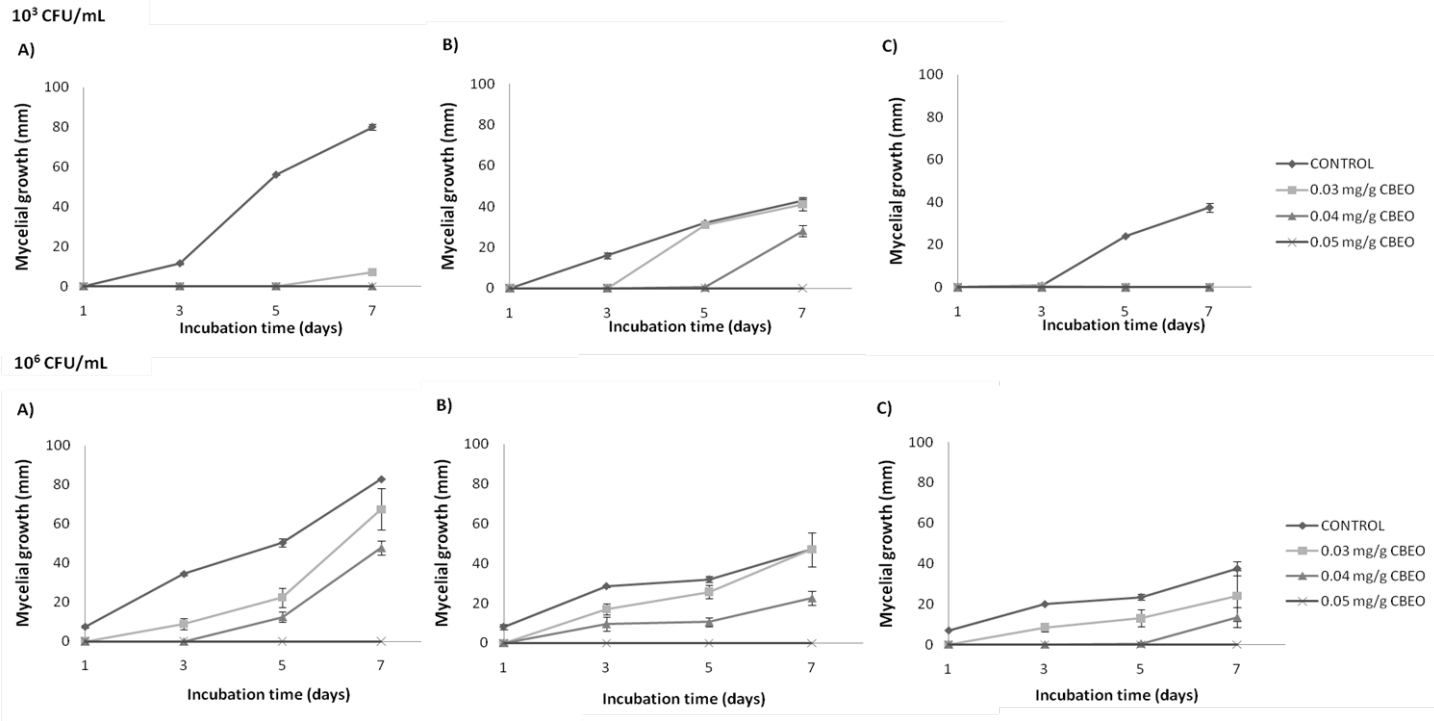 10³ CFU/mL
A)
B)
C)
Mycelial growth (mm)
100
80
60
40
20
0
1 3 5 7
Incubation time (days)
Mycelial growth (mm)
100
80
60
40
20
0
1 3 5 7
Incubation time (days)
Mycelial growth (mm)
100
80
60
40
20
0
1 3 5 7
Incubation time (days)
CONTROL
0.03 mg/g CBEO
0.04 mg/g CBEO
0.05 mg/g CBEO
10⁶ CFU/mL
A)
B)
C)
Mycelial growth (mm)
100
80
60
40
20
0
1 3 5 7
Incubation time (days)
Mycelial growth (mm)
100
80
60
40
20
0
1 3 5 7
Incubation time (days)
Mycelial growth (mm)
100
80
60
40
20
0
1 3 5 7
Incubation time (days)
CONTROL
0.03 mg/g CBEO
0.04 mg/g CBEO
0.05 mg/g CBEO